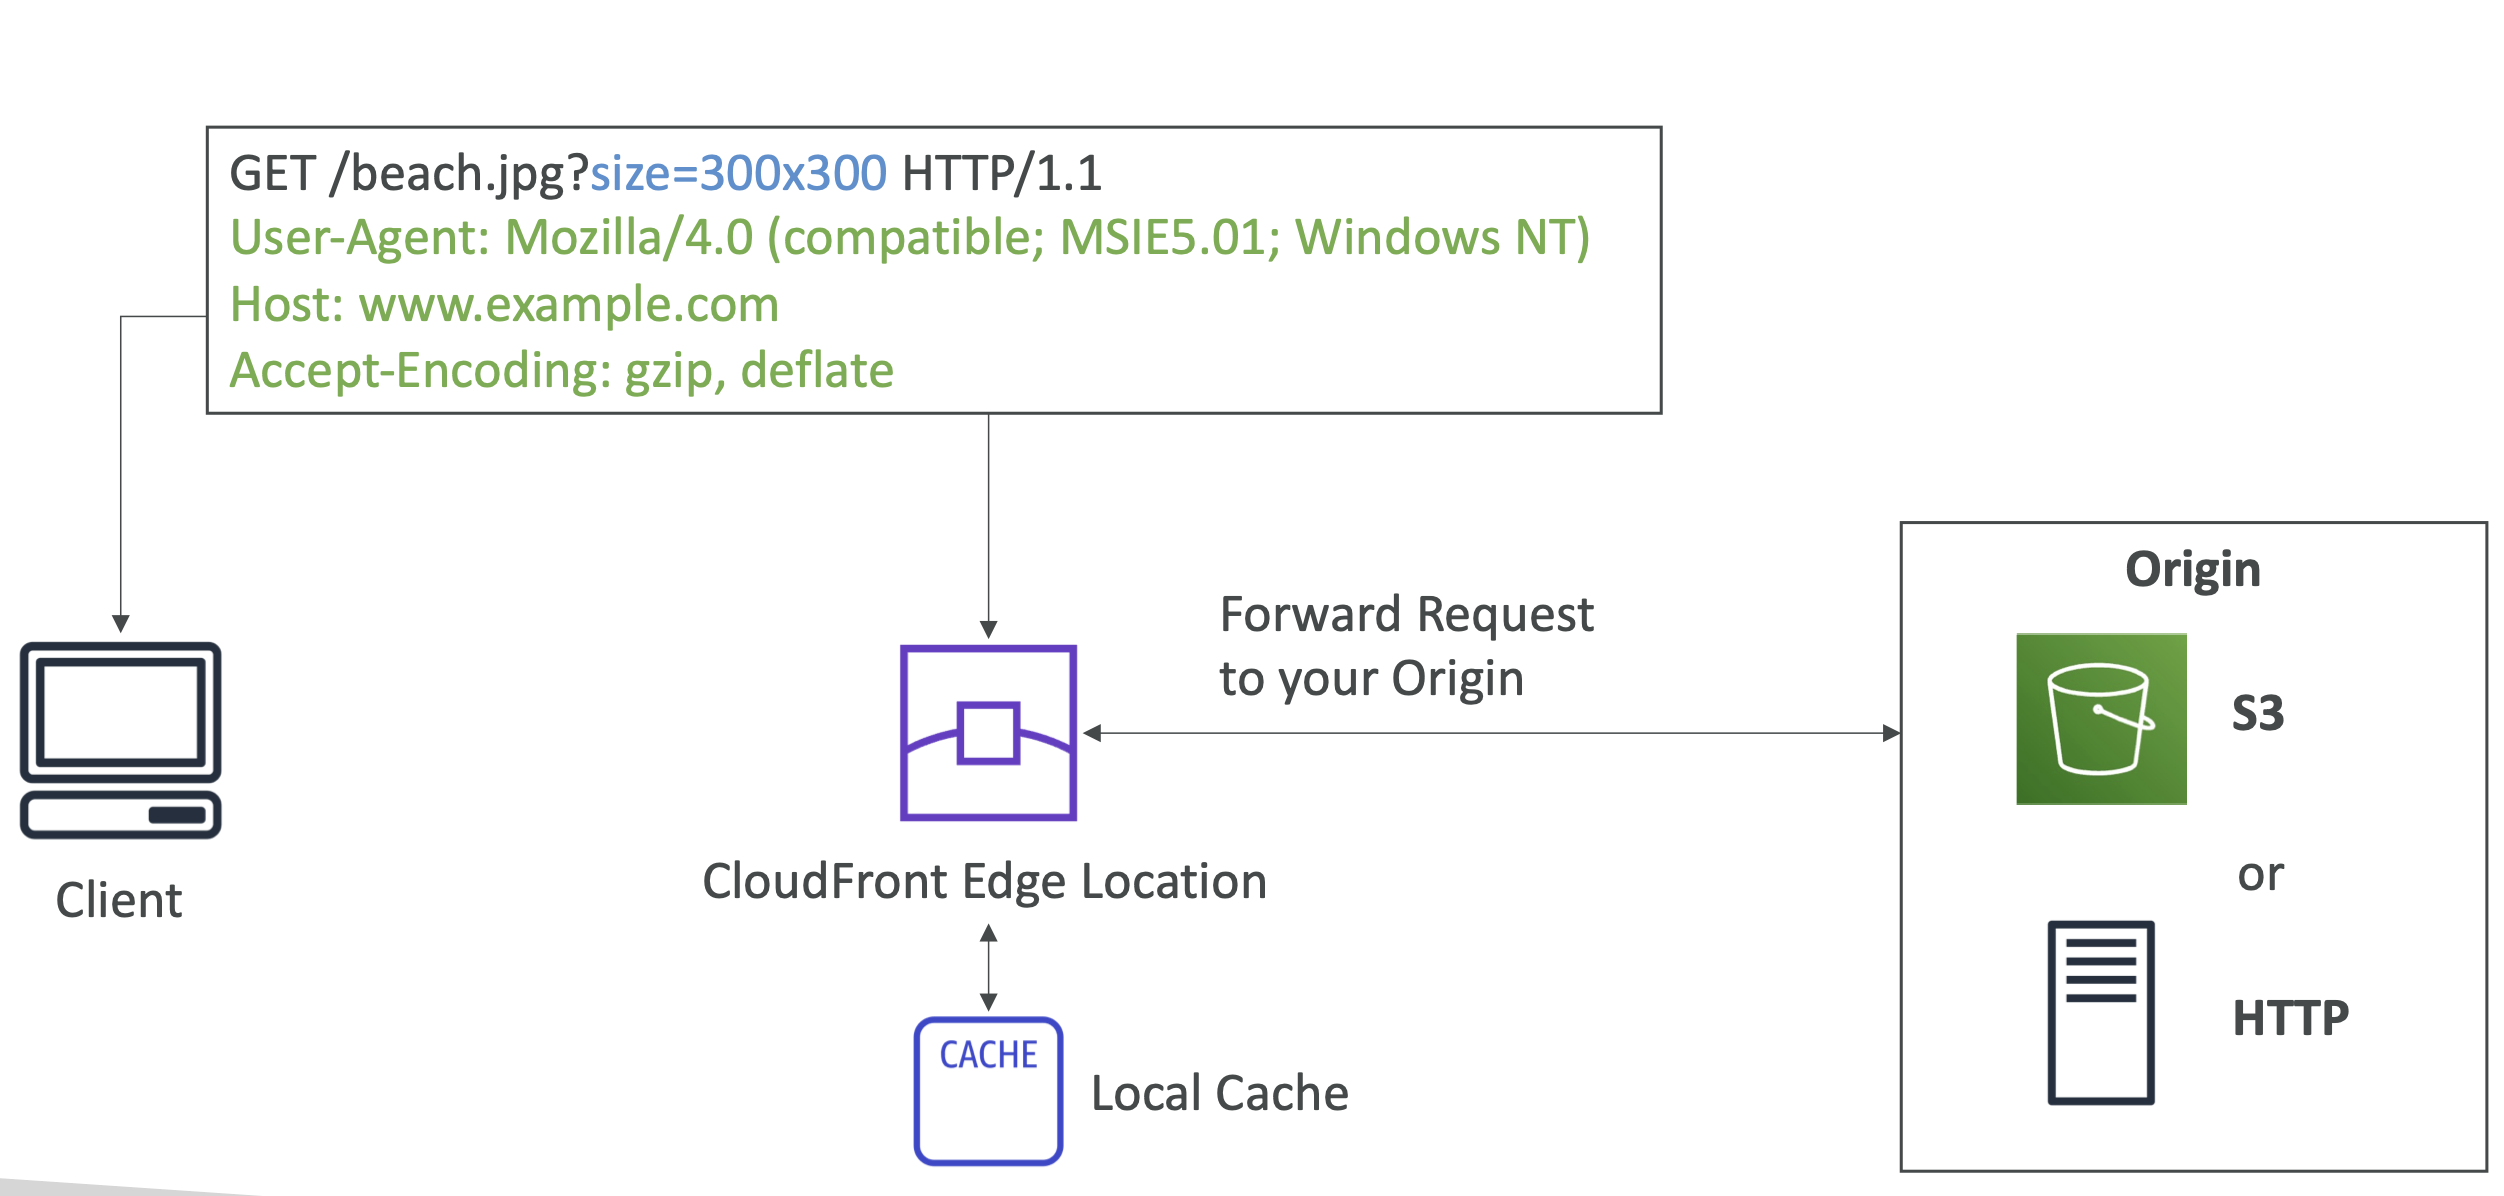 GET /beach.jpg?size=300x300 HTTP/1.1
User-Agent: Mozilla/4.0 (compatible; MSIE5.01; Windows NT)
Host: www.example.com
Accept-Encoding: gzip, deflate
Origin
Forward Request
to your Origin
S3
CloudFront Edge Location
Client
or
HTTP
CACHE
Local Cache